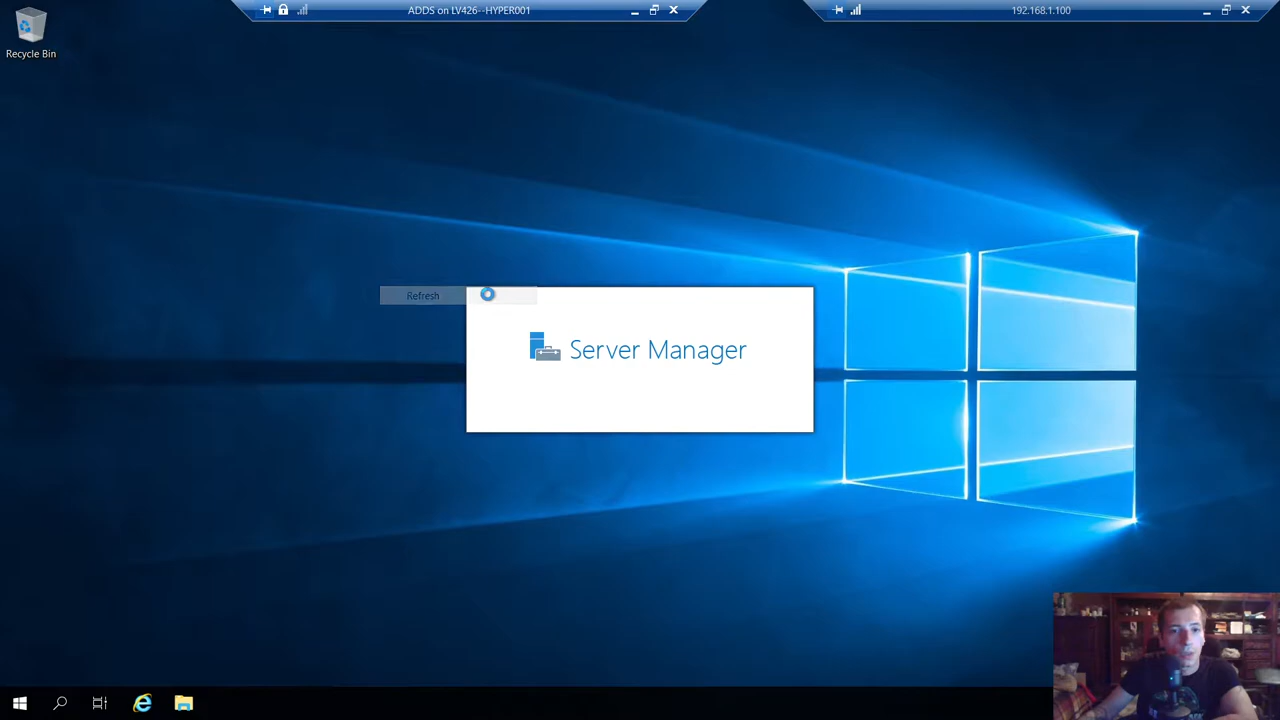 ADDS on LV426--HYPER001
192.168.1.100
Recycle Bin
Refresh
Server Manager